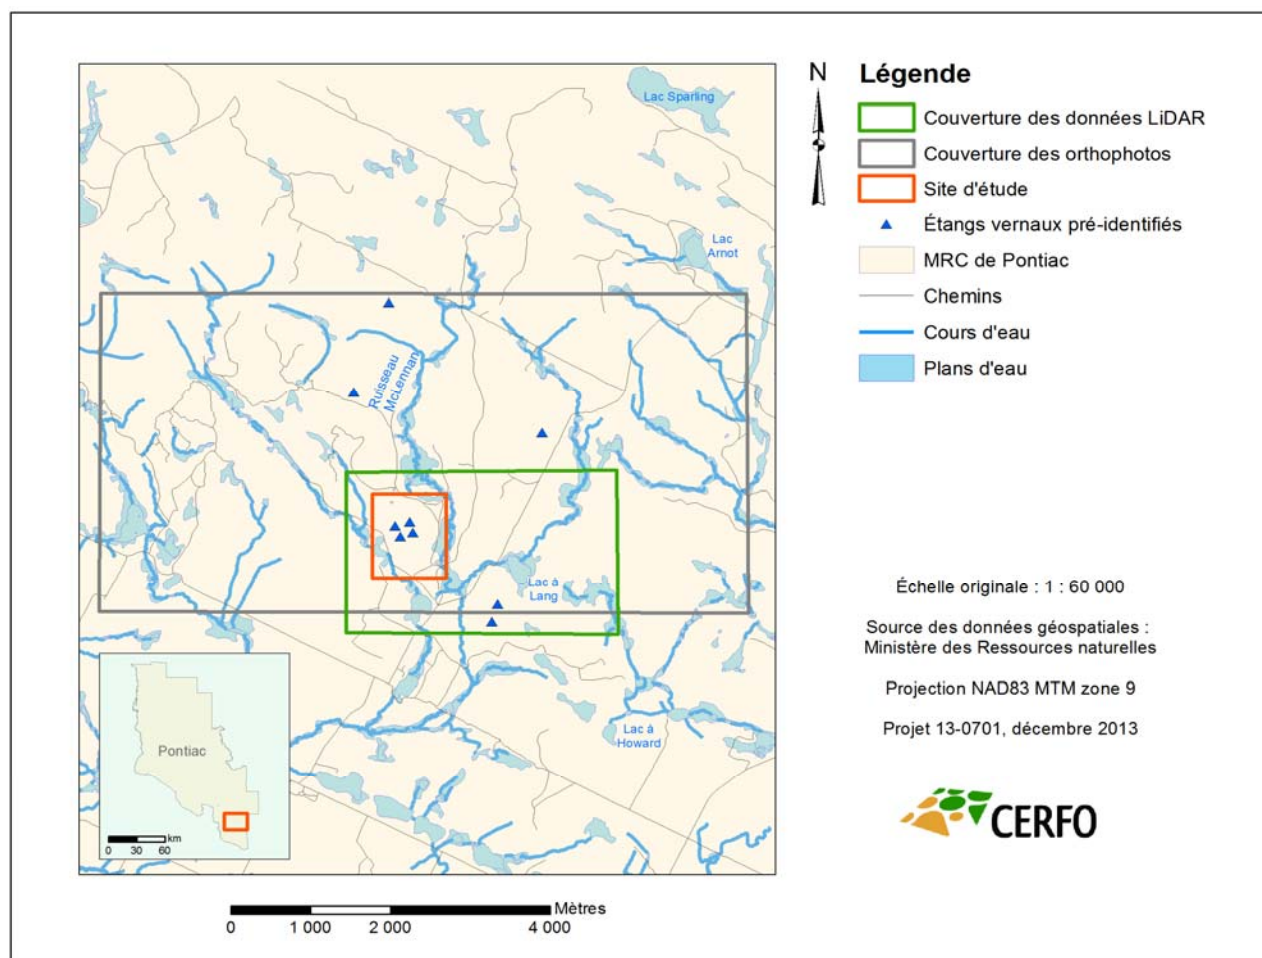 Lac Sparling
Lac
Arnot
Ruisseau
McLennan
Lac à
Lang
Lac à
Howard
Pontiac
km
0 30 60
Mètres
0 1 000 2 000 4 000
N
Légende
Couverture des données LiDAR
Couverture des orthophotos
Site d'étude
Étangs vernaux pré-identifiés
MRC de Pontiac
Chemins
Cours d'eau
Plans d'eau
Échelle originale : 1 : 60 000
Source des données géospatiales :
Ministère des Ressources naturelles
Projection NAD83 MTM zone 9
Projet 13-0701, décembre 2013
CERFO